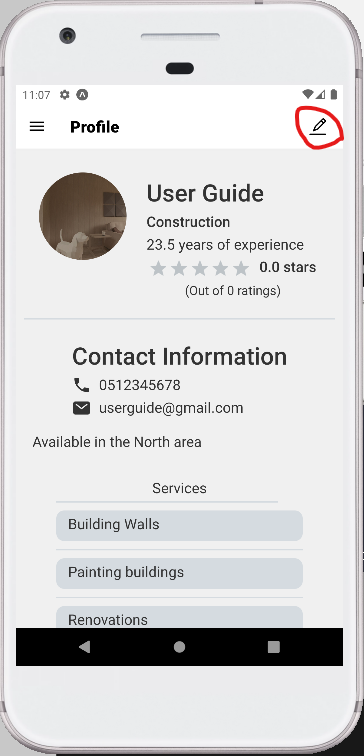 11:07
Profile
User Guide
Construction
23.5 years of experience
0.0 stars
(Out of 0 ratings)
Contact Information
0512345678
userguide@gmail.com
Available in the North area
Services
Building Walls
Painting buildings
Renovations